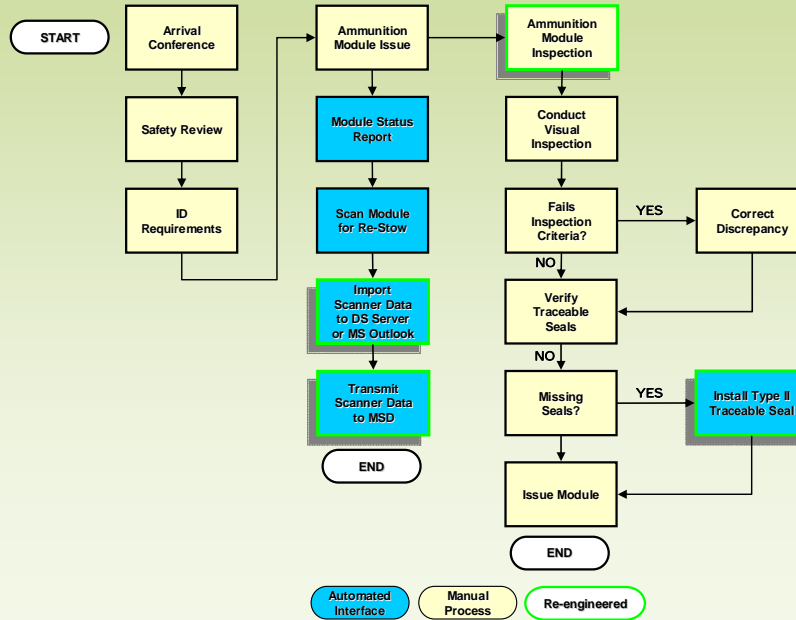 START
Arrival
Conference
Safety Review
ID
Requirements
Ammunition
Module Issue
Module Status
Report
Scan Module
for Re-Stow
Import
Scanner Data
to DS Server
or MS Outlook
Transmit
Scanner Data
to MSD
END
Ammunition
Module
Inspection
Conduct
Visual
Inspection
Fails
Inspection
Criteria?
YES
Correct
Discrepancy
NO
Verify
Traceable
Seals
NO
Missing
Seals?
YES
Install Type II
Traceable Seal
Issue Module
END
Automated
Interface
Manual
Process
Re-engineered